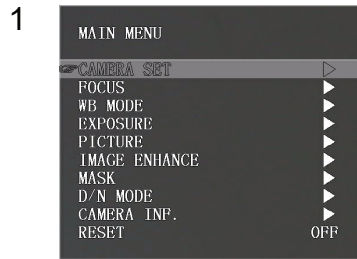 1
MAIN MENU
CAMERA SET
FOCUS
WB MODE
EXPOSURE
PICTURE
IMAGE ENHANCE
MASK
D/N MODE
CAMERA INF.
RESET OFF